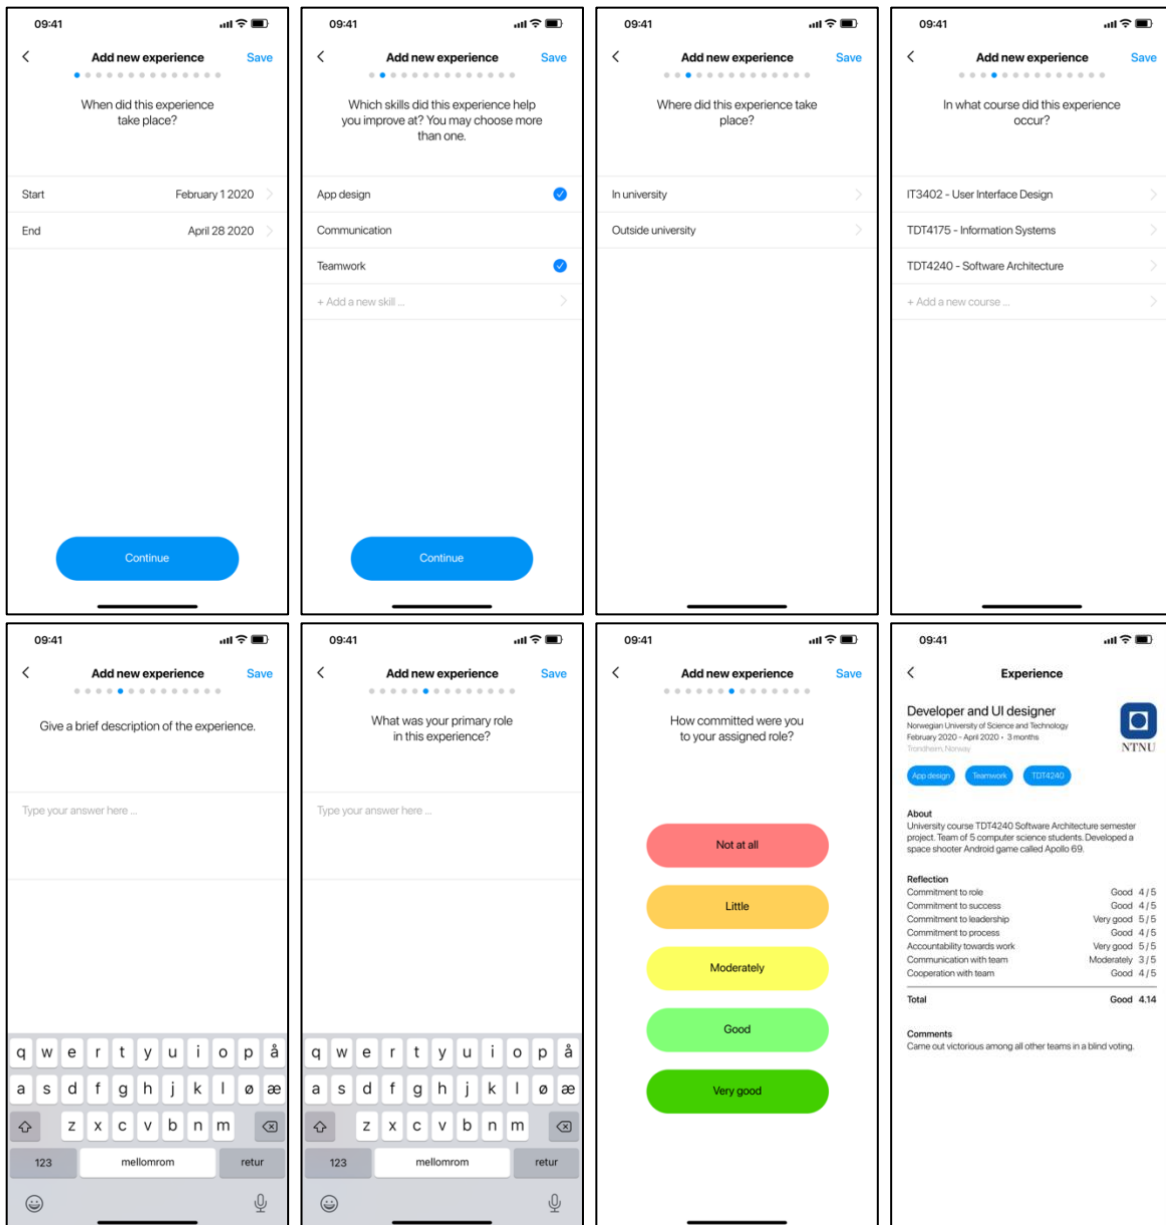 09:41
Add new experience Save
When did this experience
take place?
Start February 1 2020
End April 28 2020
Continue
09:41
Add new experience Save
Which skills did this experience help
you improve at? You may choose more
than one.
App design
Communication
Teamwork
+ Add a new skill ...
Continue
09:41
Add new experience Save
Where did this experience take
place?
In university
Outside university
09:41
Add new experience Save
In what course did this experience
occur?
IT3402 - User Interface Design
TDT4175 - Information Systems
TDT4240 - Software Architecture
+ Add a new course ...
09:41
Add new experience Save
Give a brief description of the experience.
Type your answer here ...
q w e r t y u i o p å
a s d f g h j k l ø æ
z x c v b n m
123 mellomrom retur
09:41
Add new experience Save
What was your primary role
in this experience?
Type your answer here ...
q w e r t y u i o p å
a s d f g h j k l ø æ
z x c v b n m
123 mellomrom retur
09:41
Add new experience Save
How committed were you
to your assigned role?
Not at all
Little
Moderately
Good
Very good
09:41
Experience
Developer and UI designer
Norwegian University of Science and Technology
February 2020 - April 2020 • 3 months
Trondheim, Norway
NTNU
App design Teamwork TDT4240
About
University course TDT4240 Software Architecture semester
project. Team of 5 computer science students. Developed a
space shooter Android game called Apollo 69.
Reflection
Commitment to role Good 4 / 5
Commitment to success Good 4 / 5
Commitment to leadership Very good 5 / 5
Commitment to process Good 4 / 5
Accountability towards work Very good 5 / 5
Communication with team Moderately 3 / 5
Cooperation with team Good 4 / 5
Total Good 4.14
Comments
Came out victorious among all other teams in a blind voting.